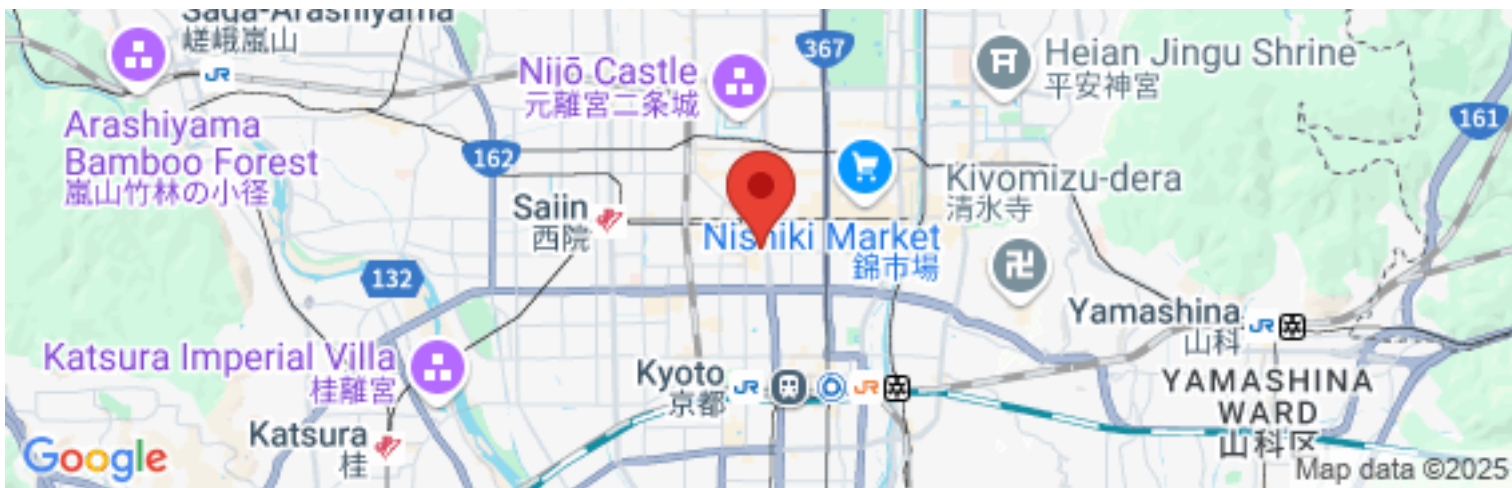 Saga-Arashiyama
嵯峨嵐山
367
Heian Jingu Shrine
平安神宮
Nijō Castle
元離宮二条城
161
Arashiyama
Bamboo Forest
嵐山竹林の小径
162
Kiyomizu-dera
清水寺
Saiin
西院
Nishiki Market
錦市場
132
Yamashina
山科
Katsura Imperial Villa
桂離宮
Kyoto
京都
JR
JR
JR
JR
YAMASHINA
WARD
山科区
Katsura
桂
Google
Map data ©2025